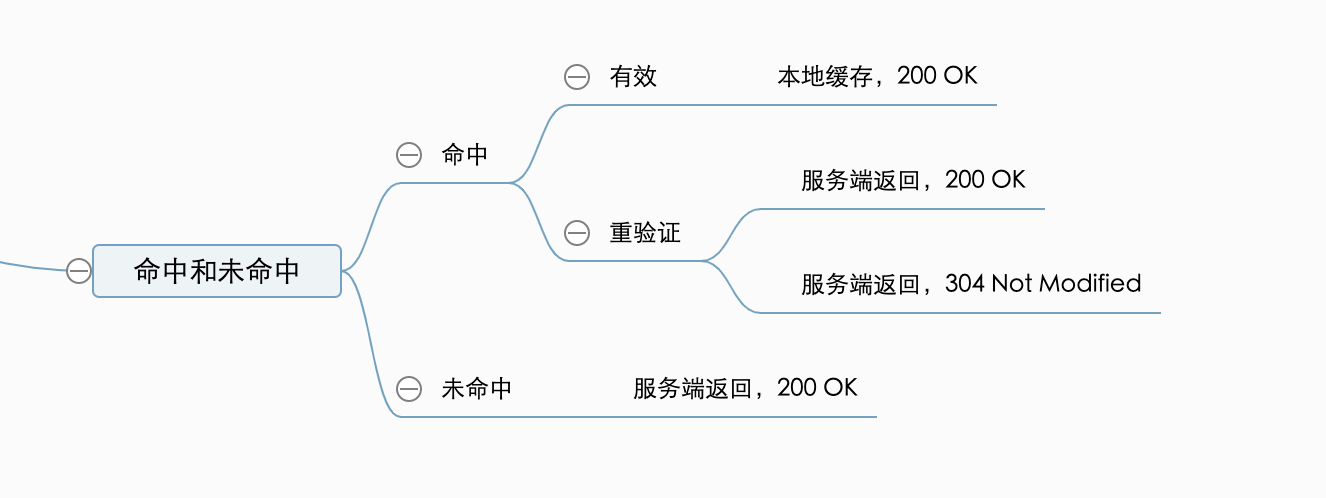 有效 本地缓存，200 OK
命中
服务端返回，200 OK
重验证
命中和未命中
服务端返回，304 Not Modified
未命中 服务端返回，200 OK